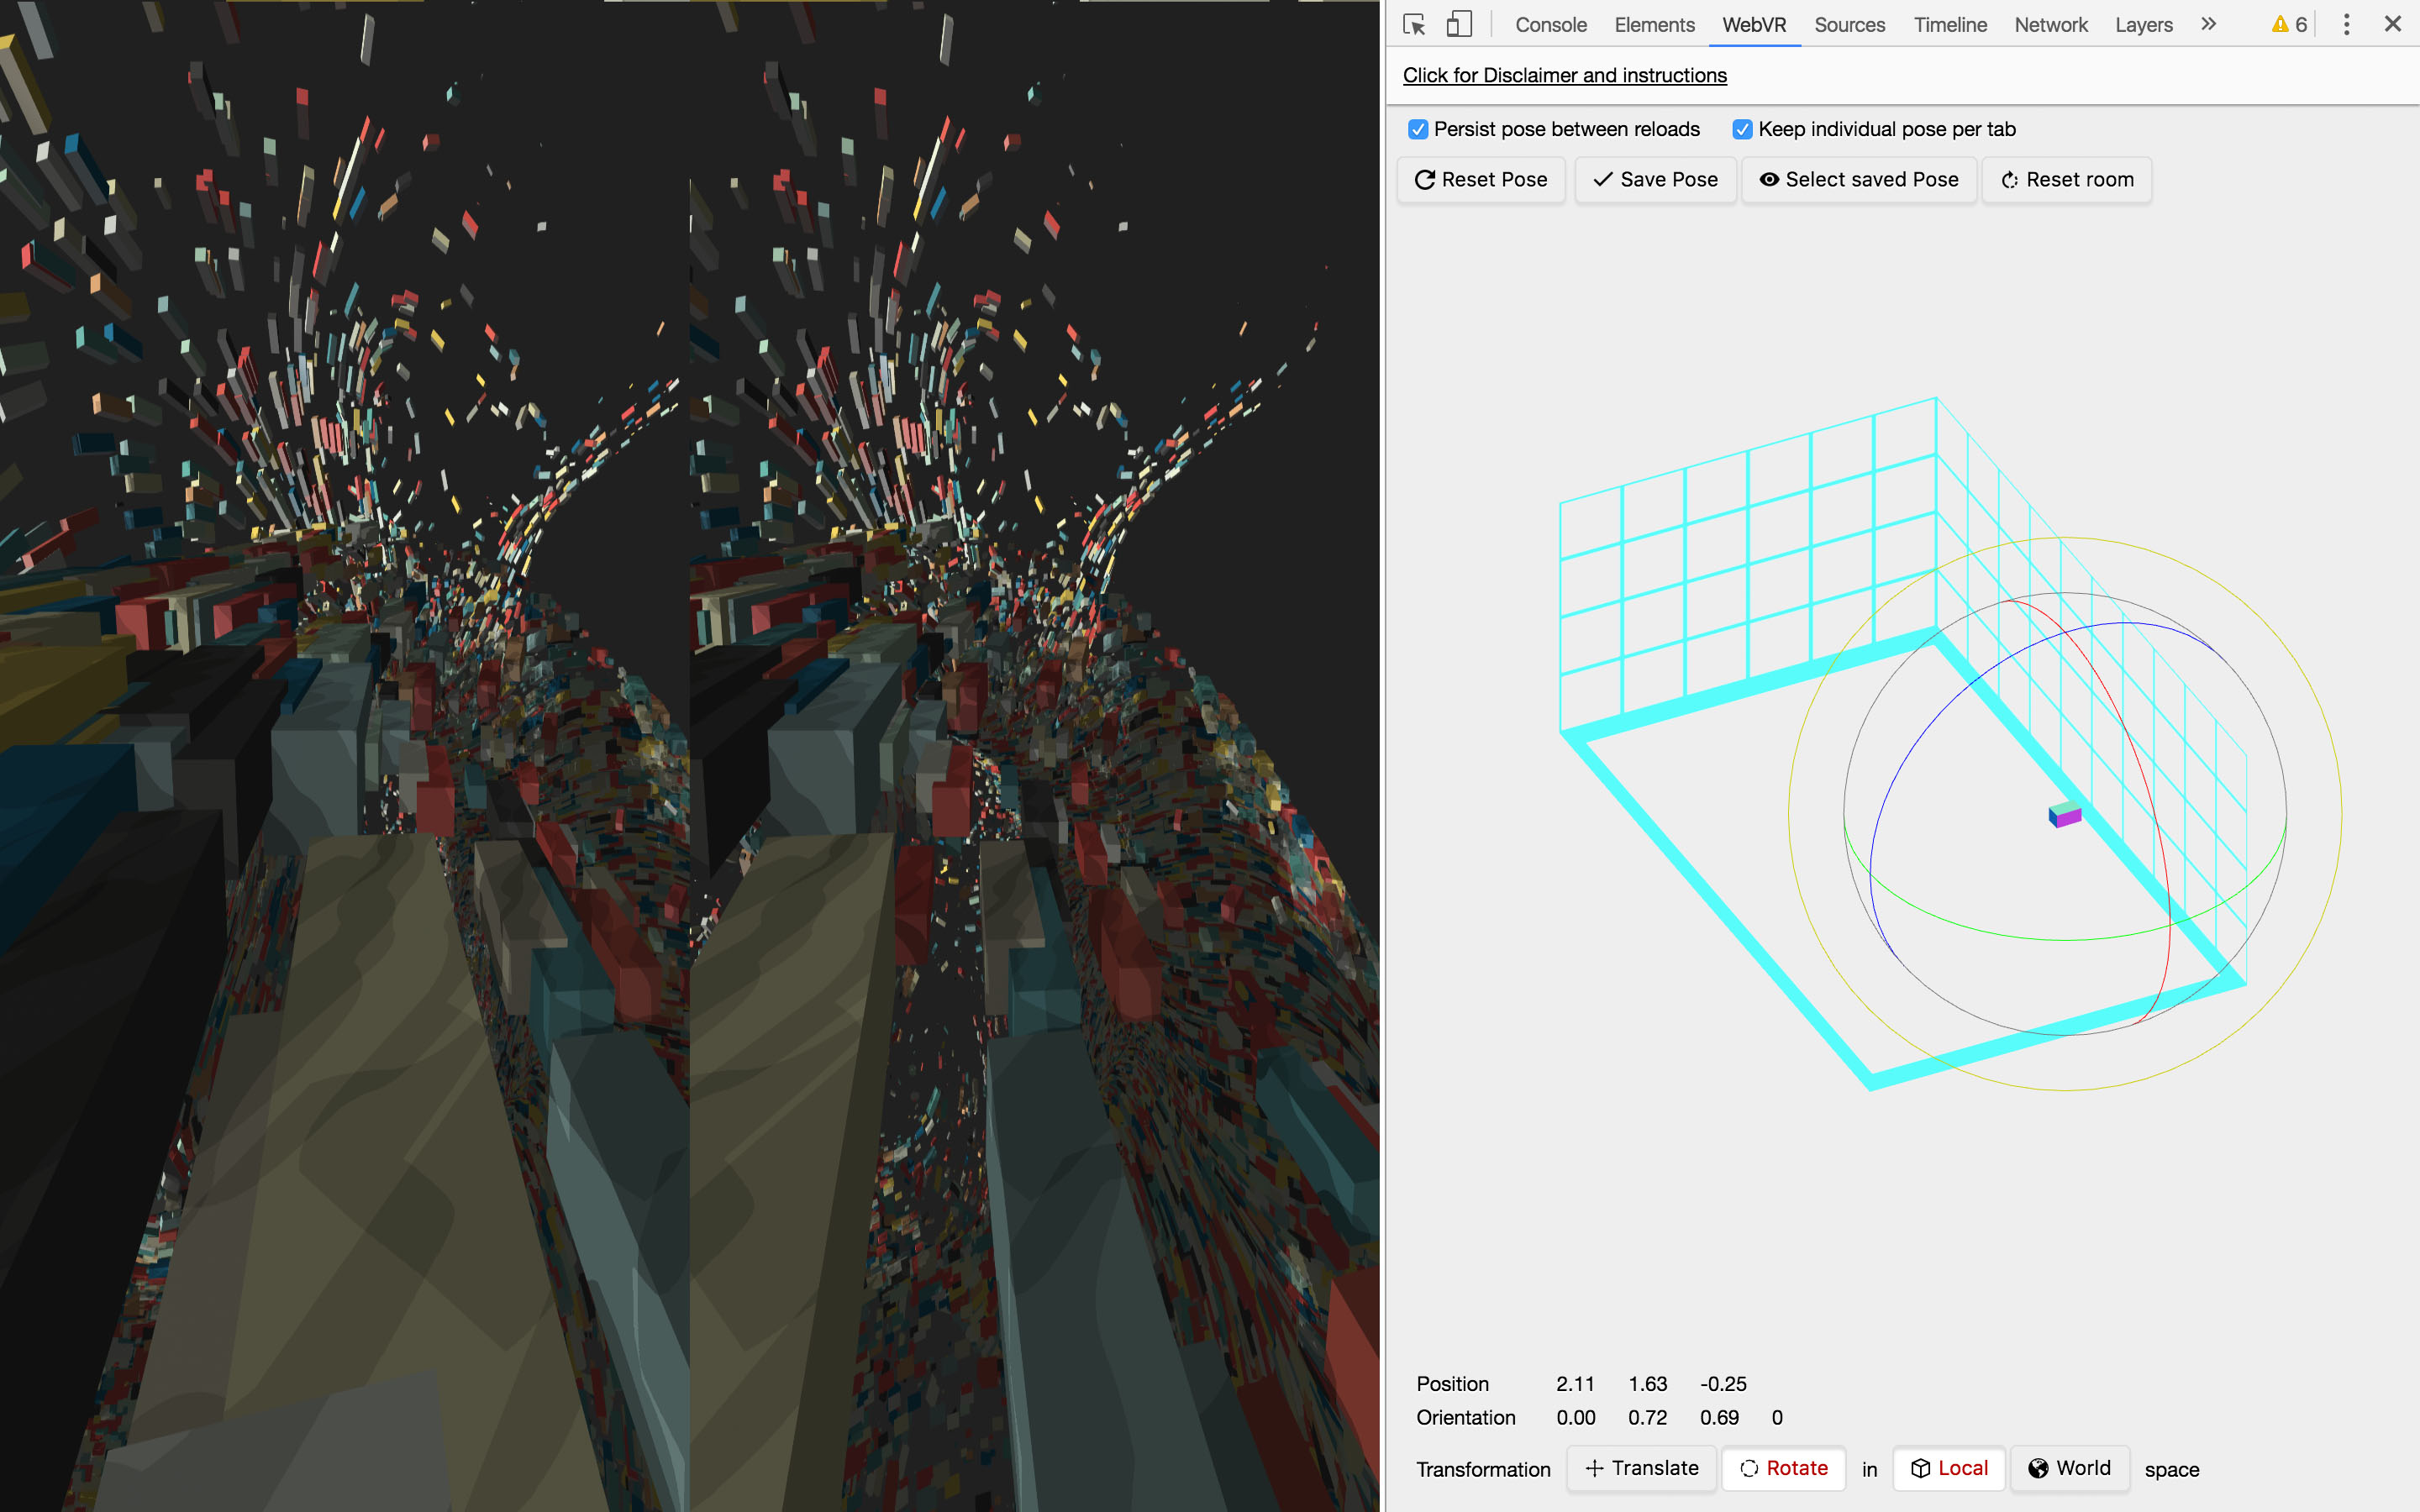 Console Elements WebVR Sources Timeline Network Layers » 6
Click for Disclaimer and instructions
Persist pose between reloads Keep individual pose per tab
Reset Pose Save Pose Select saved Pose Reset room
Position 2.11 1.63 -0.25
Orientation 0.00 0.72 0.69 0
Transformation Translate Rotate in Local World space